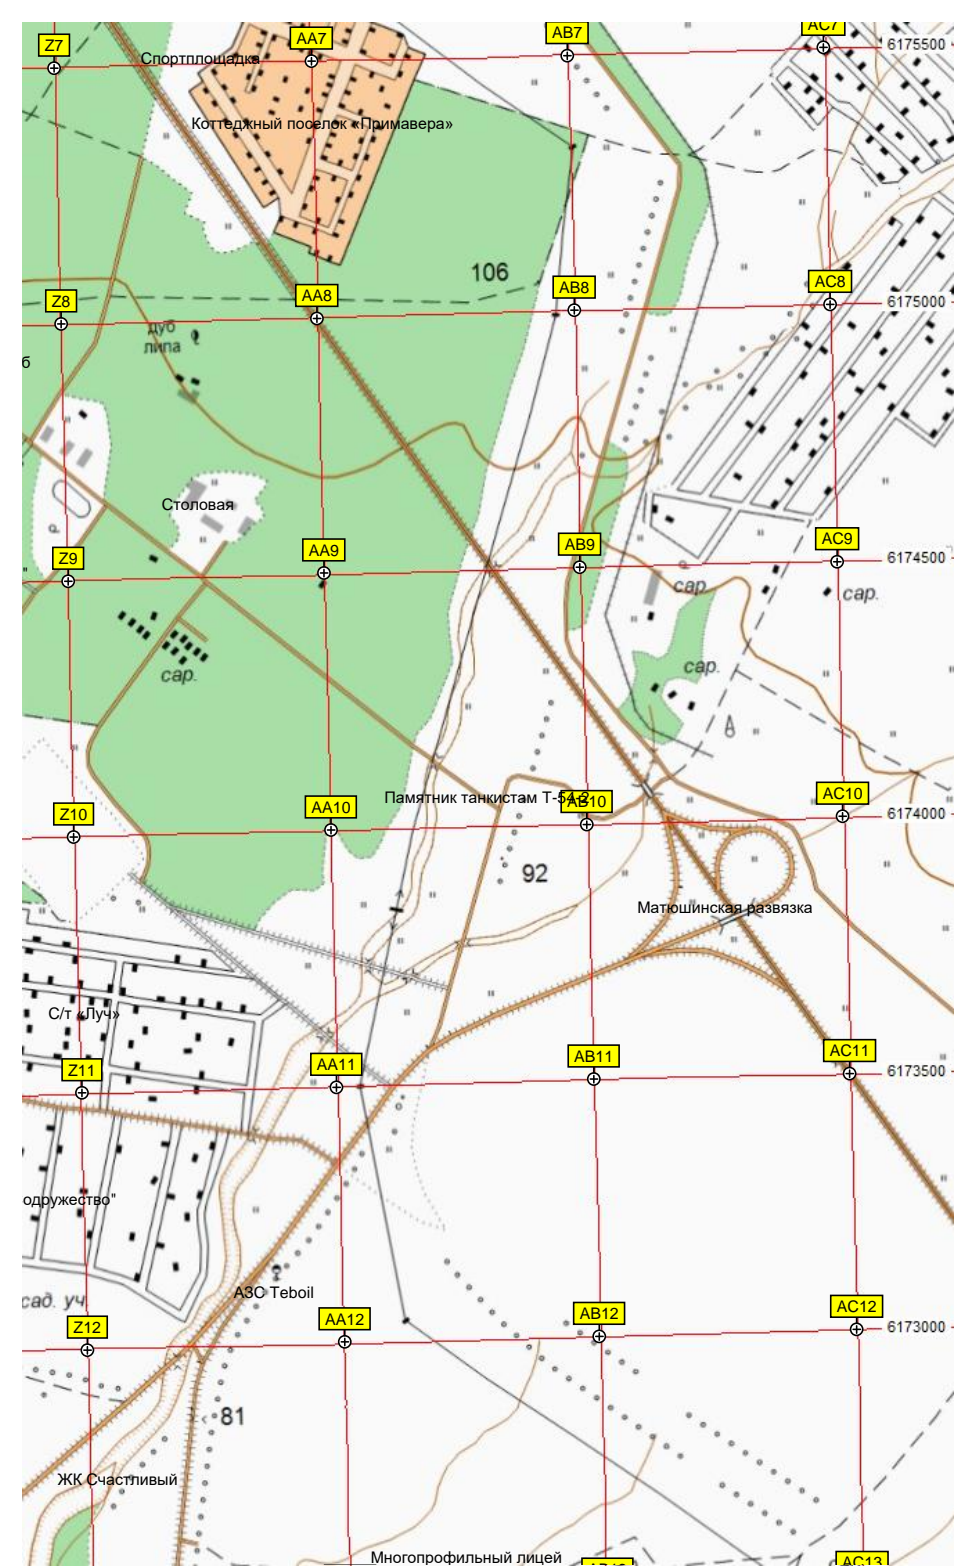 AC7
AB7
AA7
Z7
6175500
Спортплощадка
Коттеджный поселок «Примавера»
106
AC8
AB8
AA8
Z8
6175000
дуб
липа
б
Столовая
AC9
AB9
AA9
Z9
6174500
"
сар.
сар.
сар.
сар.
Памятник танкистам Т-54-2
AC10
AB10
AA10
Z10
6174000
92
Матюшинская развязка
С/т «Луч»
AC11
AB11
AA11
Z11
6173500
одружество"
АЗС Teboil
сад. уч.
AC12
AB12
AA12
Z12
6173000
81
ЖК Счастливый
Многопрофильный лицей
AC13